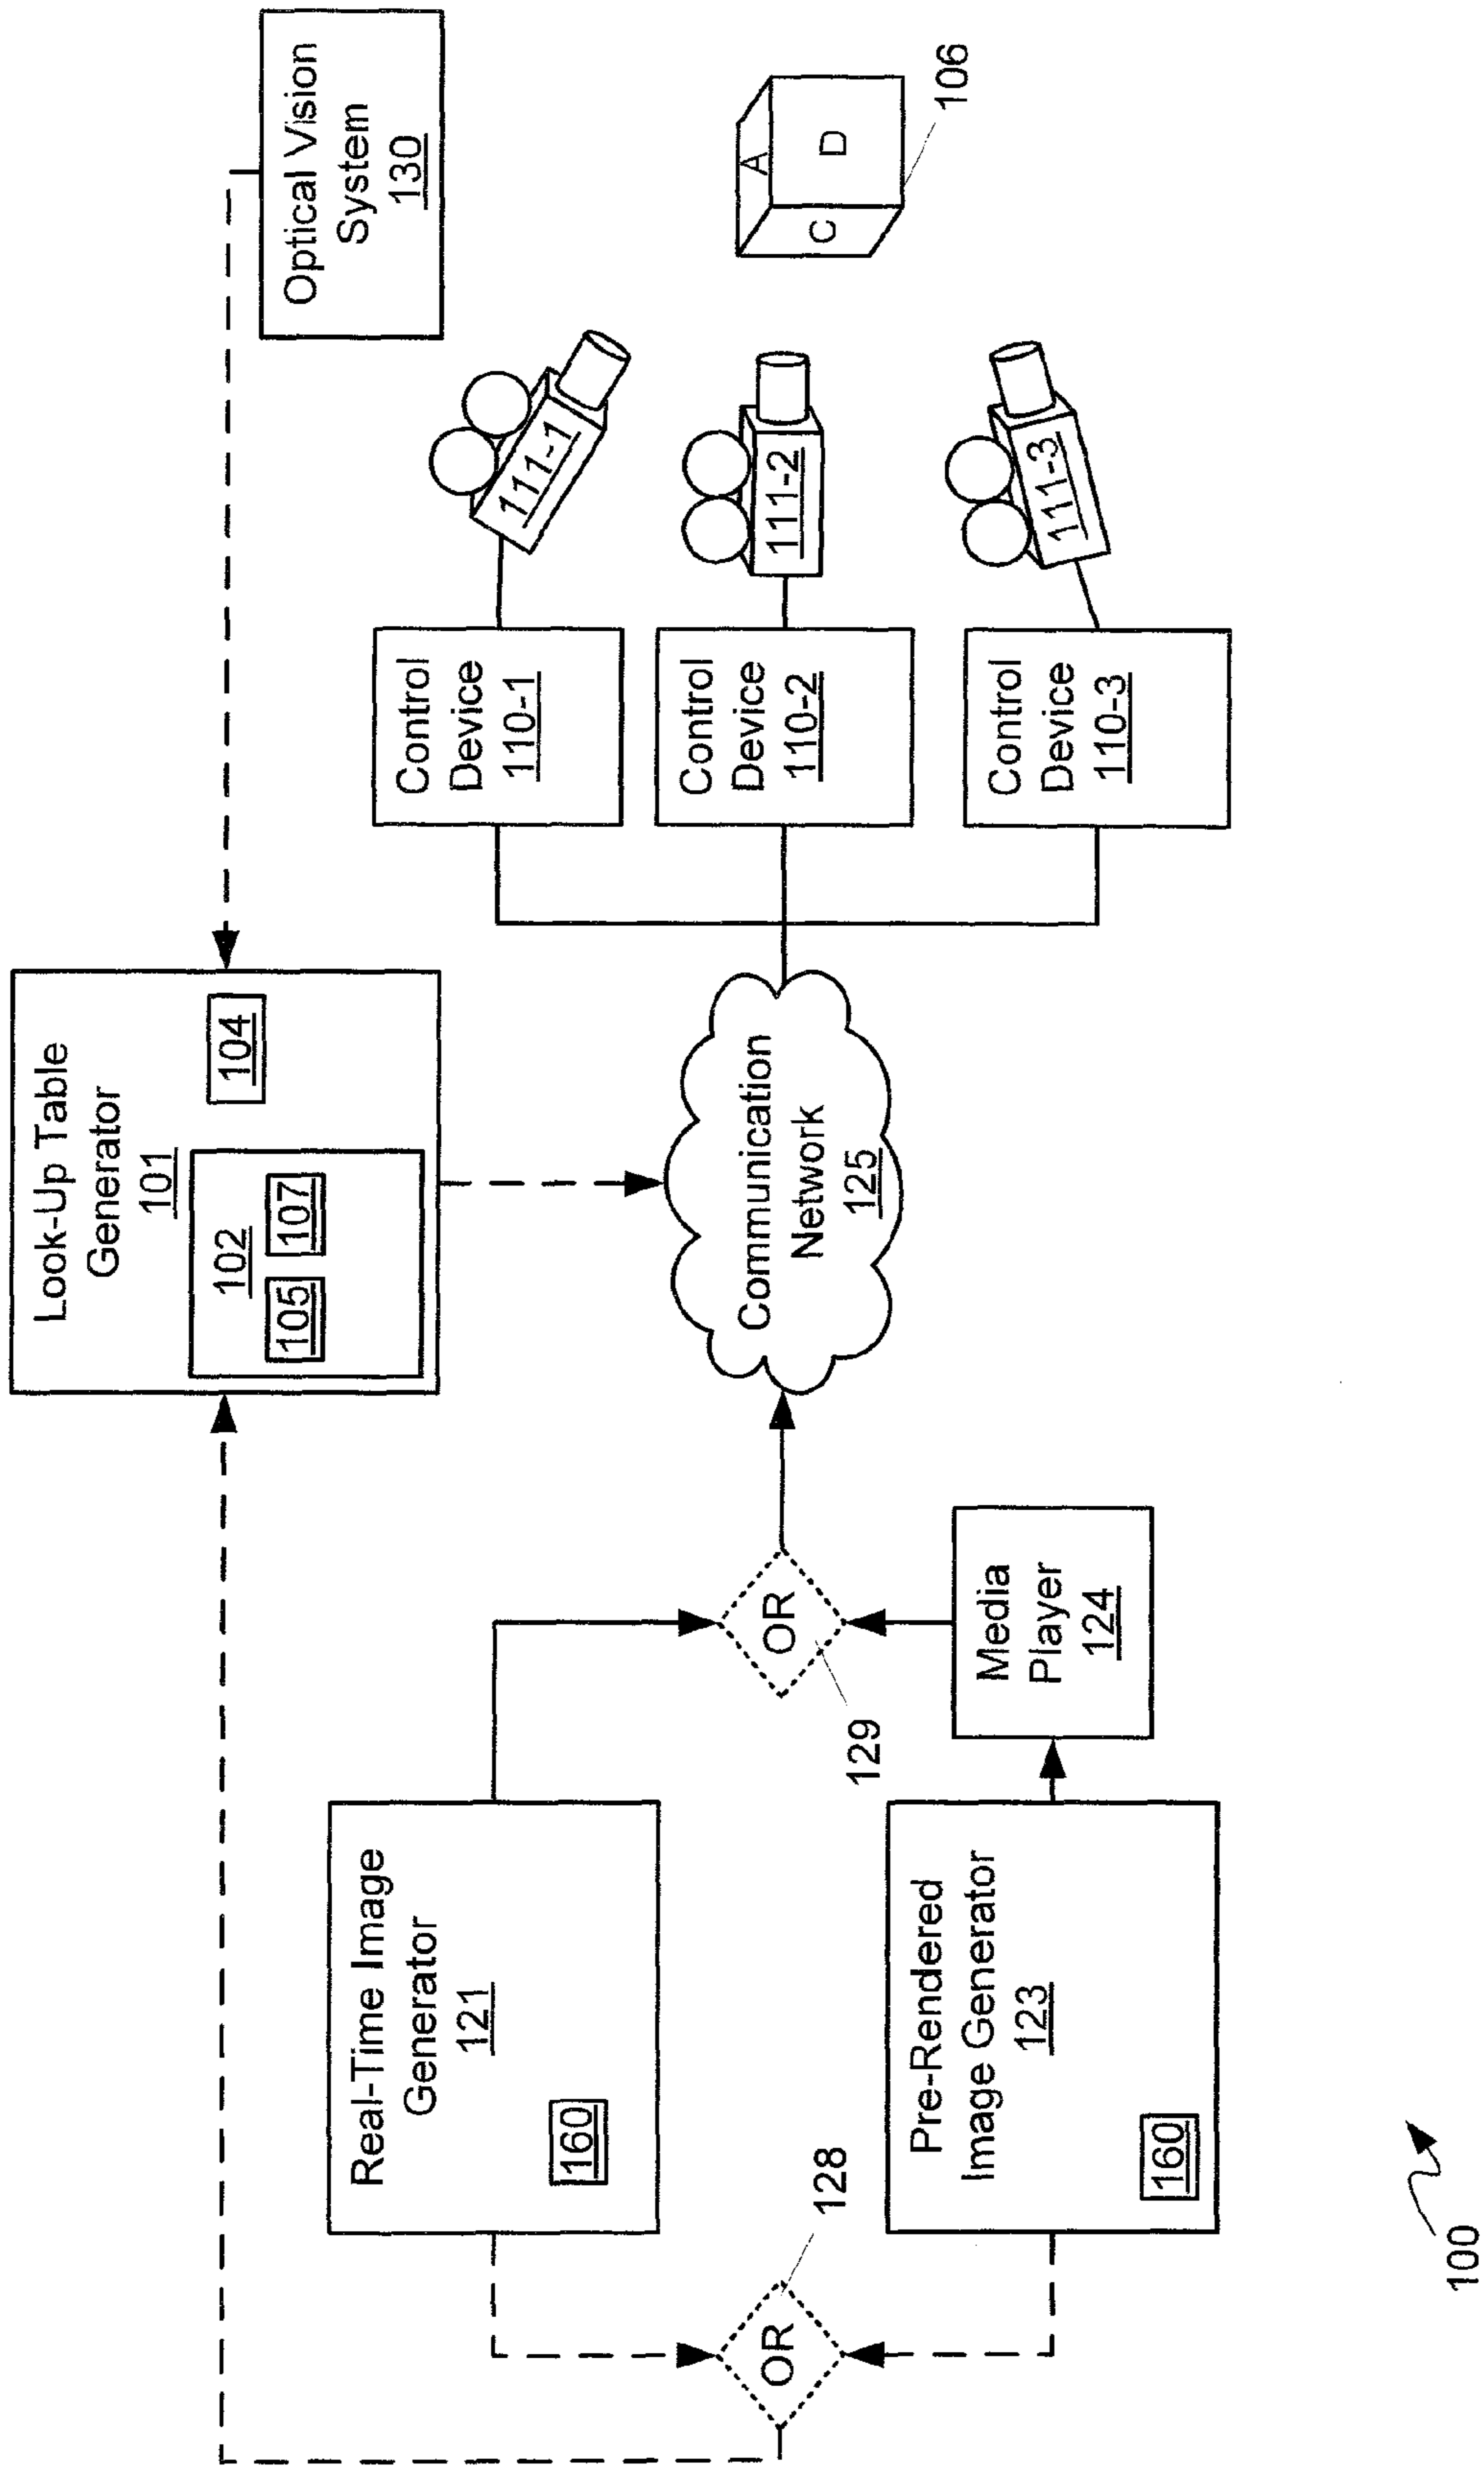 Look-Up Table
Generator
101
102
105
107
104
Optical Vision
System
130
Real-Time Image
Generator
121
160
OR
128
Pre-Rendered
Image Generator
123
160
OR
129
Media
Player
124
Communication
Network
125
Control
Device
110-1
Control
Device
110-2
Control
Device
110-3
111-1
111-2
111-3
A
C
D
106
100